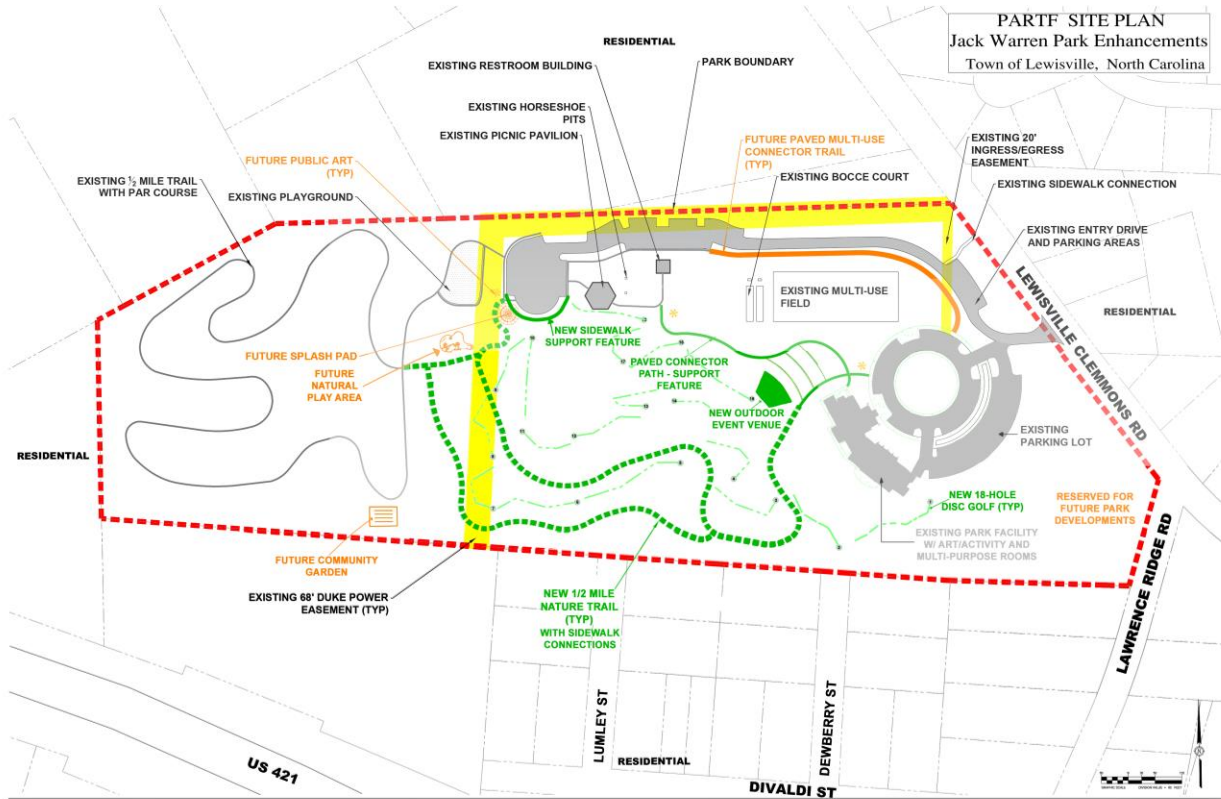 PARTF SITE PLAN
Jack Warren Park Enhancements
Town of Lewisville, North Carolina
RESIDENTIAL
EXISTING RESTROOM BUILDING
PARK BOUNDARY
EXISTING HORSESHOE
PITS
EXISTING PICNIC PAVILION
FUTURE PAVED MULTI-USE
CONNECTOR TRAIL
(TYP)
EXISTING 20'
INGRESS/EGRESS
EASEMENT
FUTURE PUBLIC ART
(TYP)
EXISTING ½ MILE TRAIL
WITH PAR COURSE
EXISTING PLAYGROUND
EXISTING BOCCE COURT
EXISTING SIDEWALK CONNECTION
EXISTING ENTRY DRIVE
AND PARKING AREAS
LEWISVILLE CLEMMONS RD
EXISTING MULTI-USE
FIELD
RESIDENTIAL
NEW SIDEWALK
SUPPORT FEATURE
FUTURE SPLASH PAD
FUTURE
NATURAL
PLAY AREA
PAVED CONNECTOR
PATH - SUPPORT
FEATURE
NEW OUTDOOR
EVENT VENUE
EXISTING
PARKING LOT
RESIDENTIAL
NEW 18-HOLE
DISC GOLF (TYP)
RESERVED FOR
FUTURE PARK
DEVELOPMENTS
EXISTING PARK FACILITY
W/ ART/ACTIVITY AND
MULTI-PURPOSE ROOMS
FUTURE COMMUNITY
GARDEN
EXISTING 68' DUKE POWER
EASEMENT (TYP)
NEW 1/2 MILE
NATURE TRAIL
(TYP)
WITH SIDEWALK
CONNECTIONS
LAWRENCE RIDGE RD
LUMLEY ST
DEWBERRY ST
US 421
RESIDENTIAL
DIVALDI ST